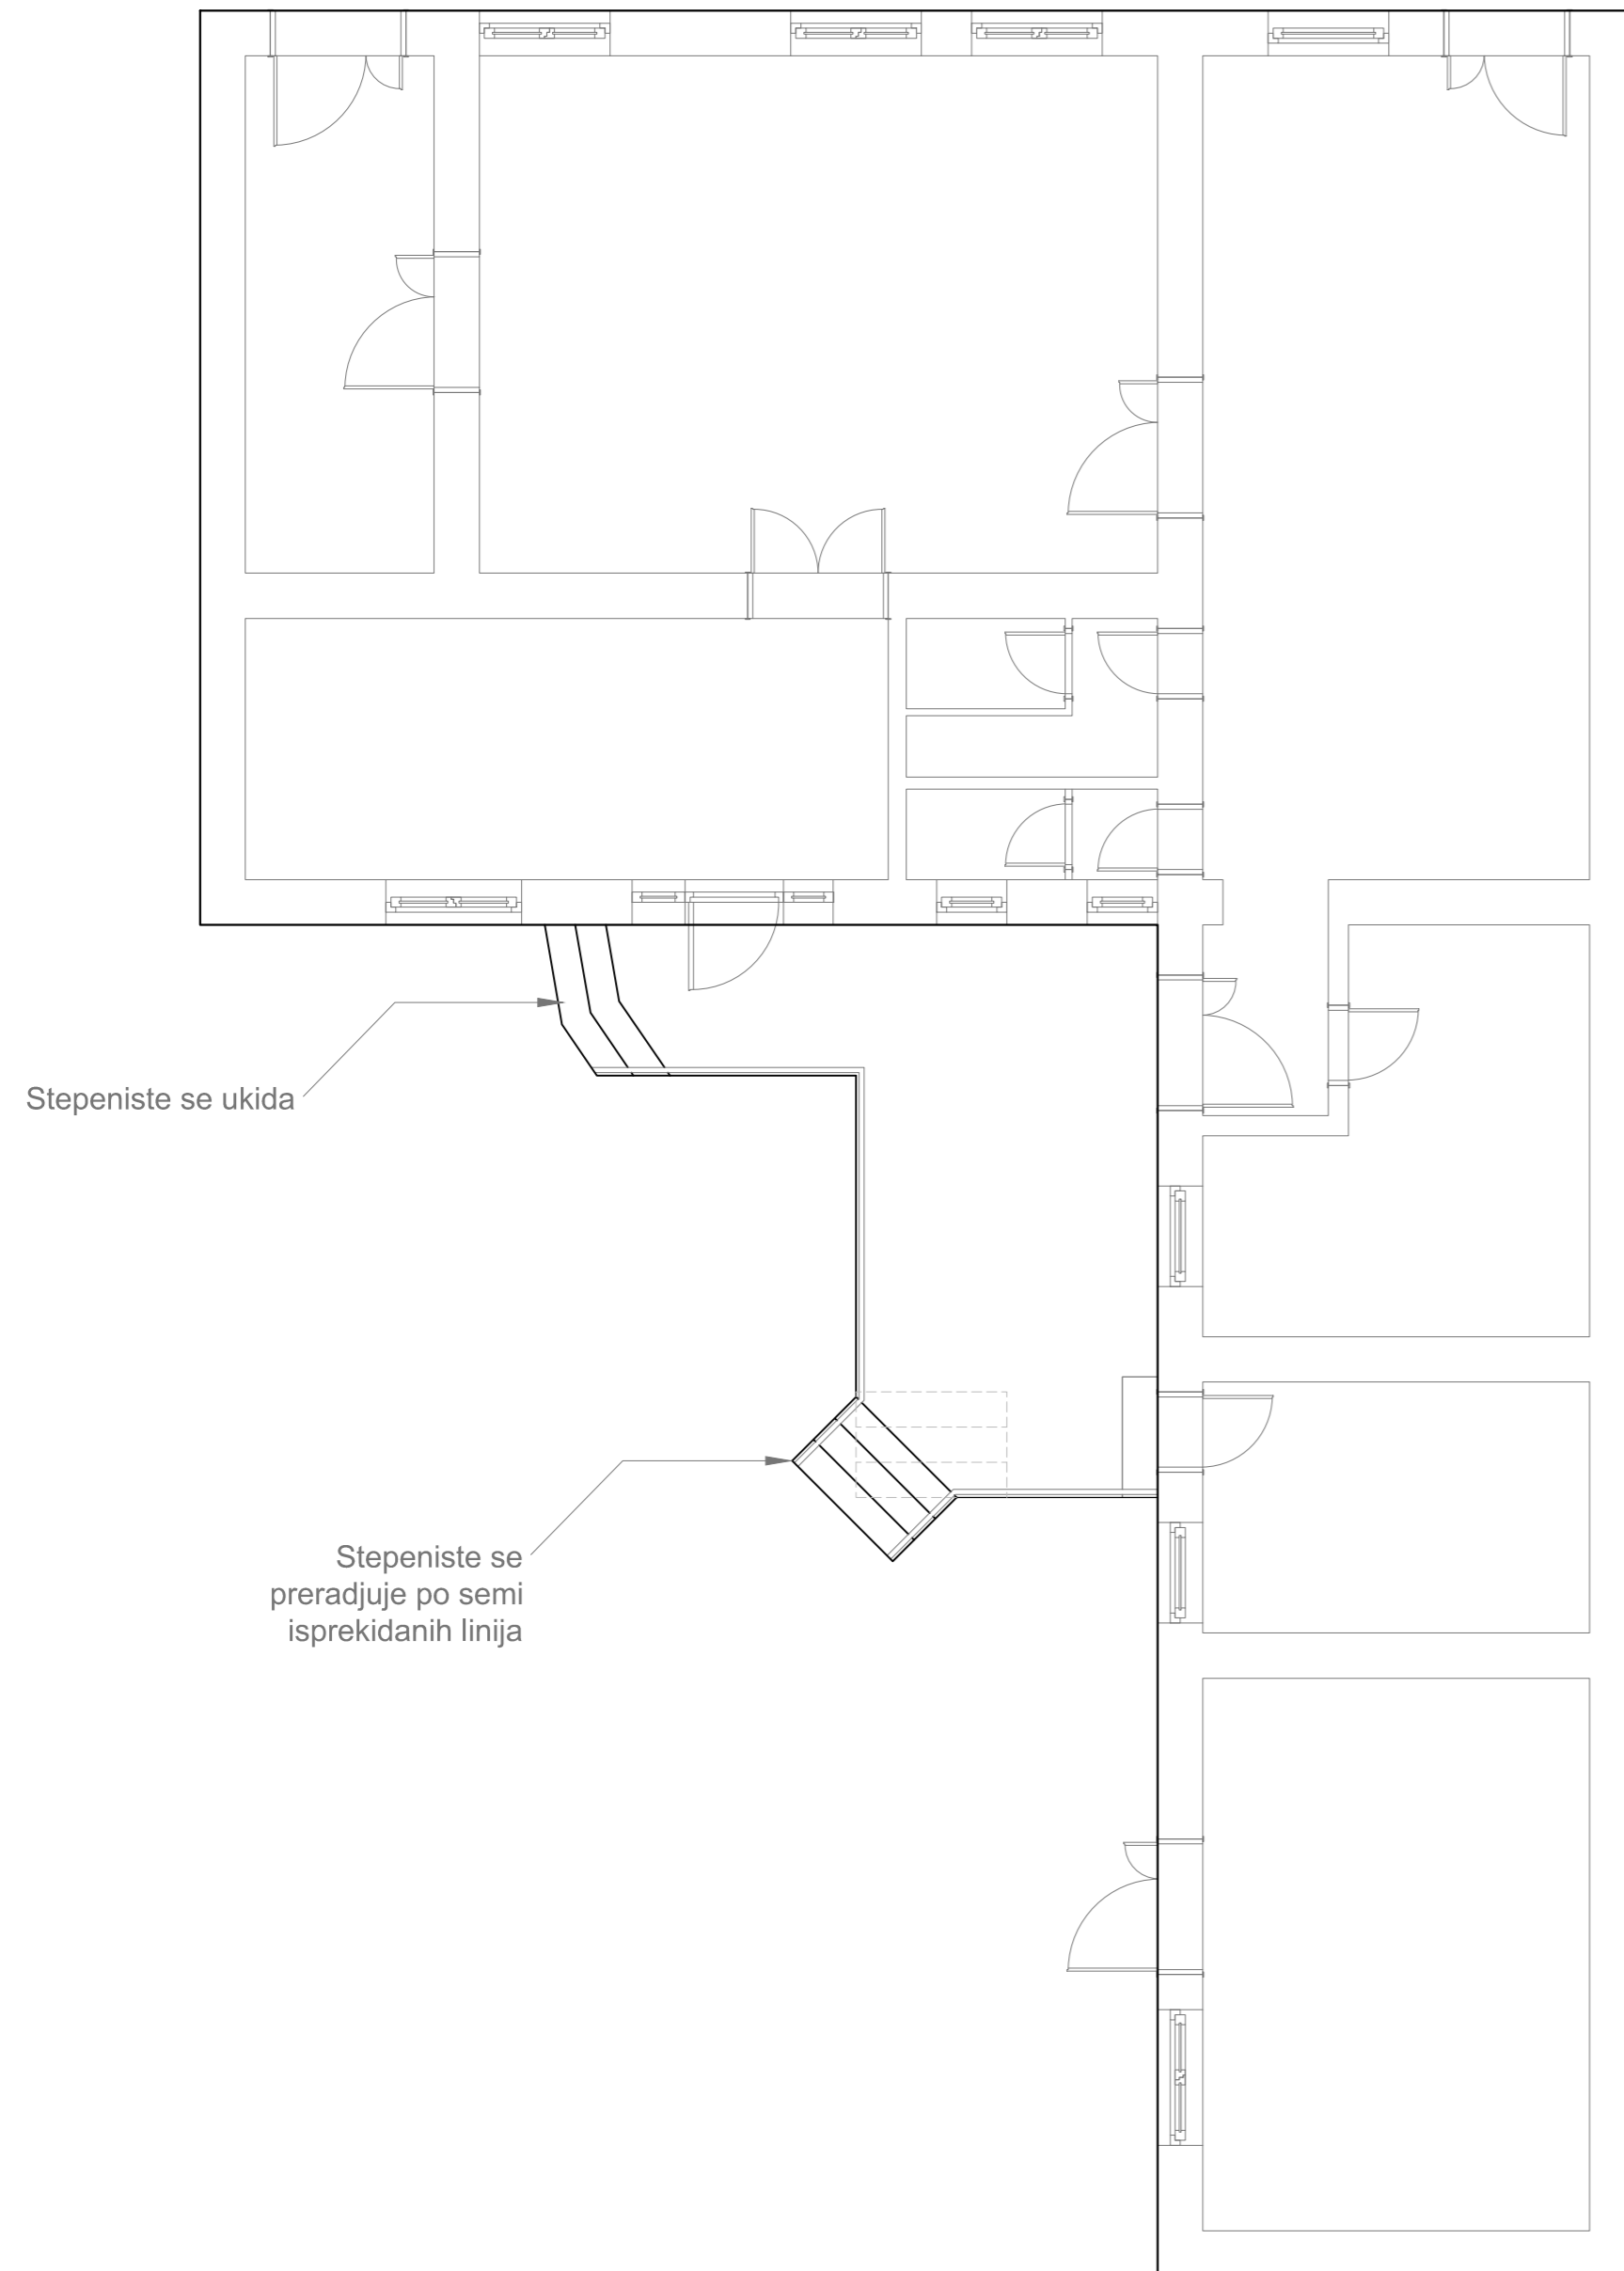 Stepeniste se ukida
Stepeniste se
preradjuje po semi
isprekidanih linija